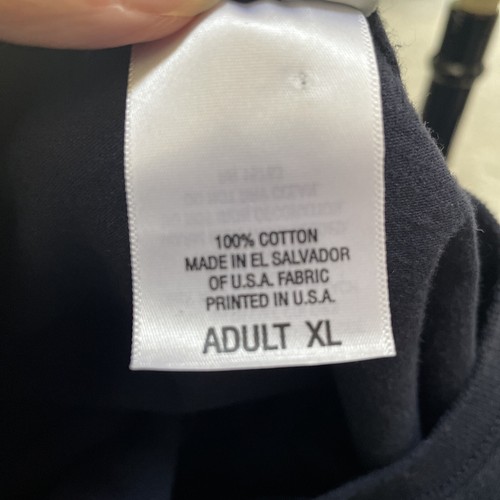 100% COTTON
MADE IN EL SALVADOR
OF U.S.A. FABRIC
PRINTED IN U.S.A.
ADULT XL